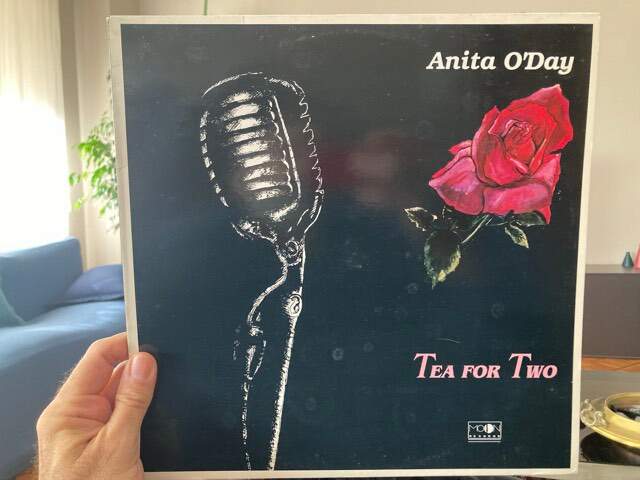 Anita O'Day
Tea for Two
MOON
RECORDS